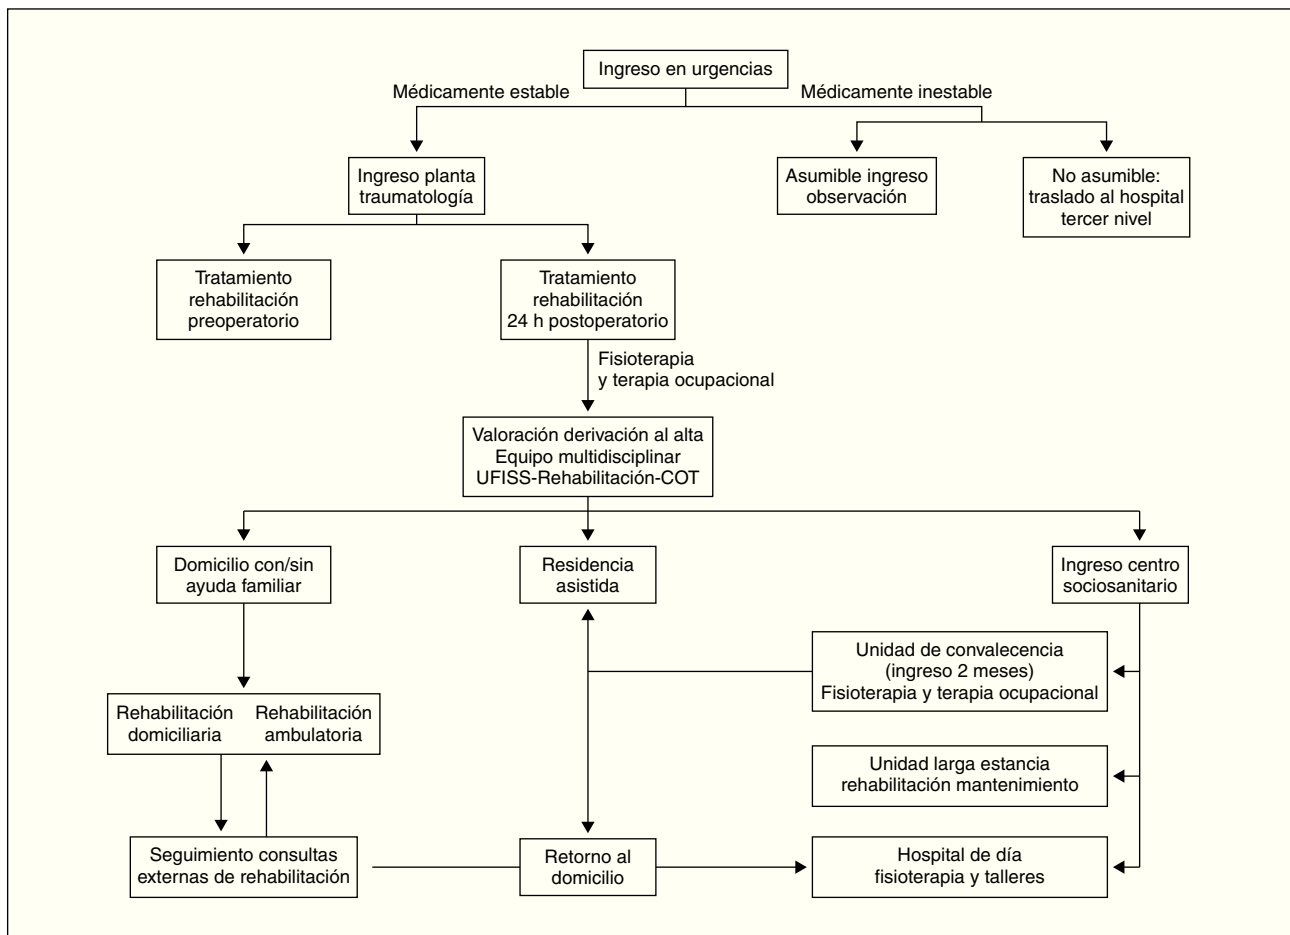 Ingreso en urgencias
Médicamente estable
Médicamente inestable
Ingreso planta
traumatología
Asumible ingreso
observación
No asumible:
traslado al hospital
tercer nivel
Tratamiento
rehabilitación
preoperatorio
Tratamiento
rehabilitación
24 h postoperatorio
Fisioterapia
y terapia ocupacional
Valoración derivación al alta
Equipo multidisciplinar
UFISS-Rehabilitación-COT
Domicilio con/sin
ayuda familiar
Residencia
asistida
Ingreso centro
sociosanitario
Unidad de convalecencia
(ingreso 2 meses)
Fisioterapia y terapia ocupacional
Rehabilitación
domiciliaria
Rehabilitación
ambulatoria
Unidad larga estancia
rehabilitación mantenimiento
Seguimiento consultas
externas de rehabilitación
Retorno al
domicilio
Hospital de día
fisioterapia y talleres